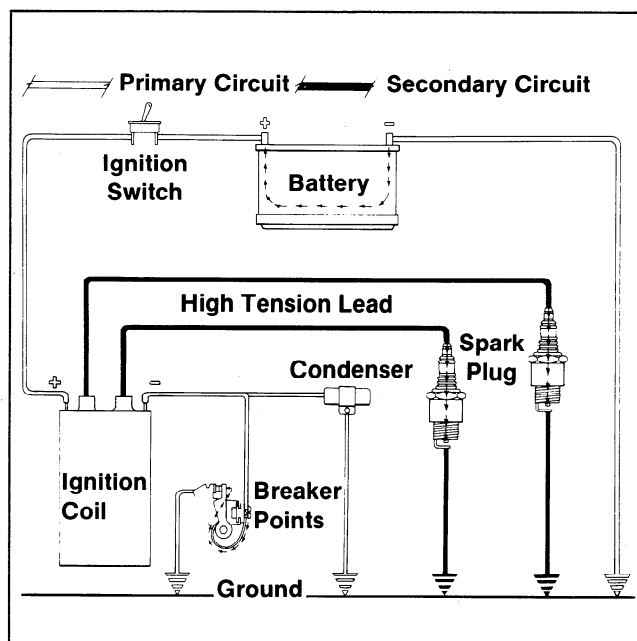 Primary Circuit
Secondary Circuit
+
-
Ignition
Switch
Battery
High Tension Lead
Spark
Plug
+
-
Condenser
Ignition
Coil
Breaker
Points
Ground